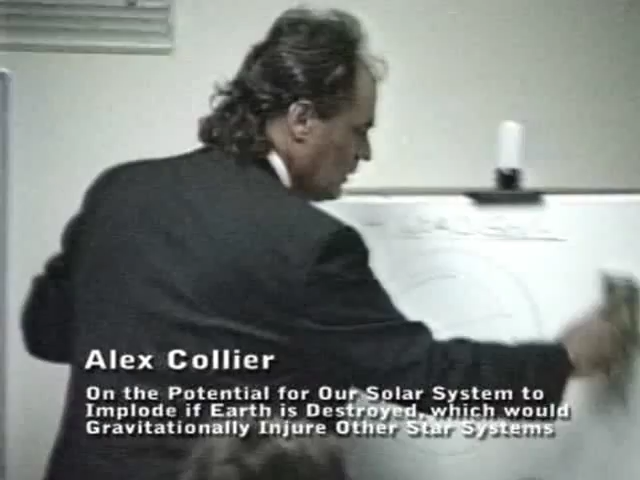 Alex Collier
On the Potential for Our Solar System to
Implode if Earth is Destroyed, which would
Gravitationally Injure Other Star Systems